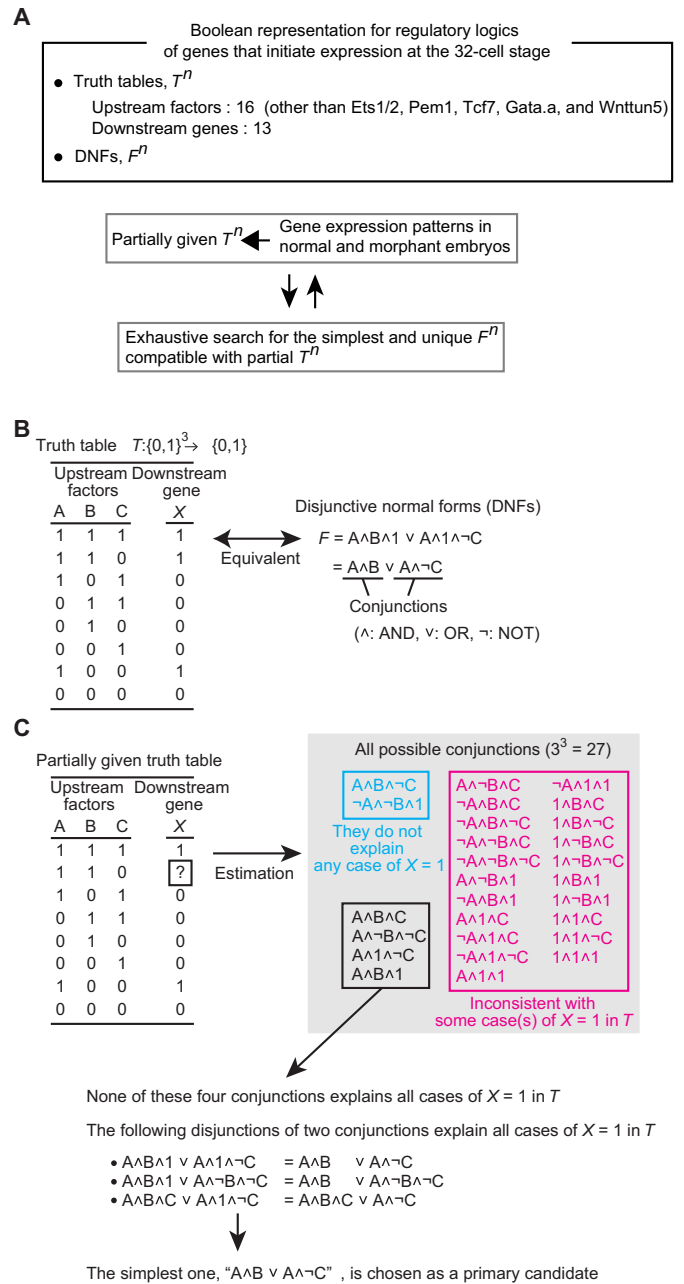 A
Boolean representation for regulatory logics
of genes that initiate expression at the 32-cell stage
● Truth tables, Tⁿ
Upstream factors : 16 (other than Ets1/2, Pem1, Tcf7, Gata.a, and Wnttun5)
Downstream genes : 13
● DNFs, Fⁿ
Partially given Tⁿ
Gene expression patterns in
normal and morphant embryos
Exhaustive search for the simplest and unique Fⁿ
compatible with partial Tⁿ
B
Truth table T:{0,1}³→ {0,1}
Upstream Downstream
factors gene
A B C X
1 1 1 1
1 1 0 1
1 0 1 0
0 1 1 0
0 1 0 0
0 0 1 0
1 0 0 1
0 0 0 0
Equivalent
Disjunctive normal forms (DNFs)
F = A∧B∧1 ∨ A∧1∧¬C
= A∧B ∨ A∧¬C
Conjunctions
(∧: AND, ∨: OR, ¬: NOT)
C
Partially given truth table
Upstream Downstream
factors gene
A B C X
1 1 1 1
1 1 0 ?
1 0 1 0
0 1 1 0
0 1 0 0
0 0 1 0
1 0 0 1
0 0 0 0
Estimation
All possible conjunctions (3³ = 27)
A∧B∧¬C
¬A∧¬B∧1
They do not
explain
any case of X = 1
A∧B∧C
A∧¬B∧¬C
A∧1∧¬C
A∧B∧1
A∧¬B∧C ¬A∧1∧1
¬A∧B∧C 1∧B∧C
¬A∧B∧¬C 1∧B∧¬C
¬A∧¬B∧C 1∧¬B∧C
¬A∧¬B∧¬C 1∧¬B∧¬C
A∧¬B∧1 1∧B∧1
¬A∧B∧1 1∧¬B∧1
A∧1∧C 1∧1∧C
¬A∧1∧C 1∧1∧¬C
¬A∧1∧¬C 1∧1∧1
A∧1∧1
Inconsistent with
some case(s) of X = 1 in T
None of these four conjunctions explains all cases of X = 1 in T
The following disjunctions of two conjunctions explain all cases of X = 1 in T
• A∧B∧1 ∨ A∧1∧¬C = A∧B ∨ A∧¬C
• A∧B∧1 ∨ A∧¬B∧¬C = A∧B ∨ A∧¬B∧¬C
• A∧B∧C ∨ A∧1∧¬C = A∧B∧C ∨ A∧¬C
The simplest one, “A∧B ∨ A∧¬C” , is chosen as a primary candidate